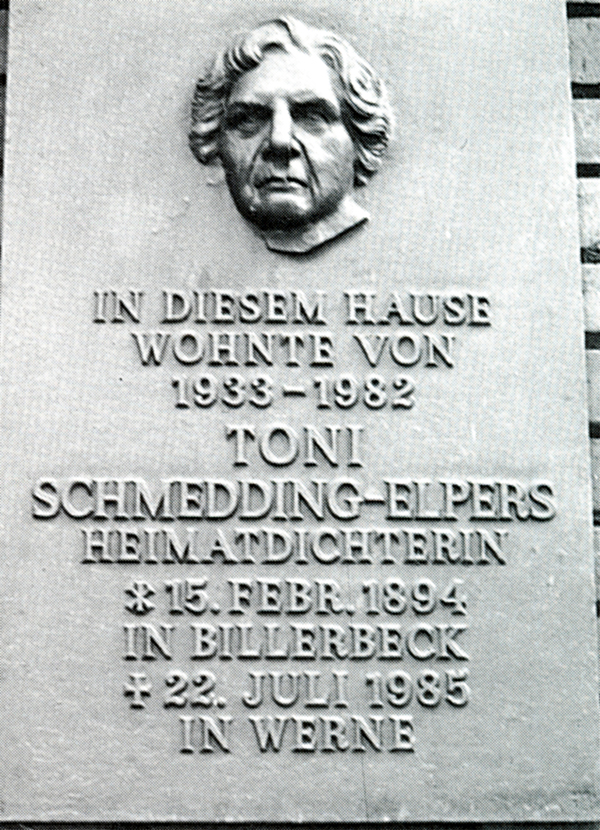 IN DIESEM HAUSE
WOHNTE VON
1933-1982
TONI
SCHMEDDING-ELPERS
HEIMATDICHTERIN
* 15. FEBR. 1894
IN BILLERBECK
+ 22. JULI 1985
IN WERNE